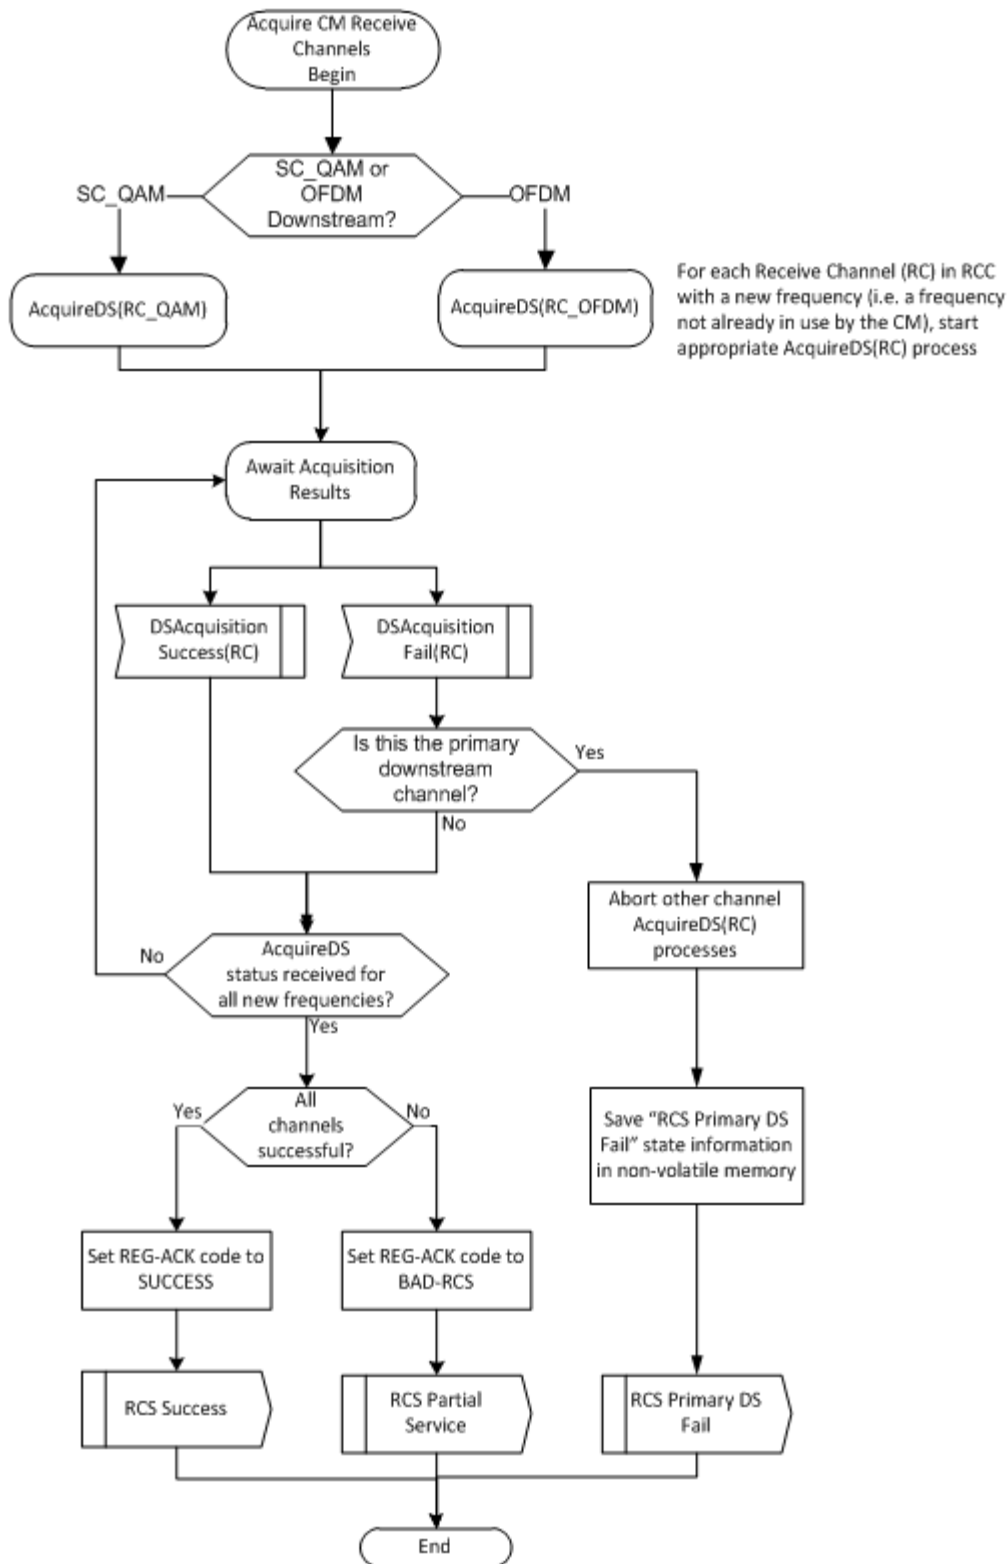 Acquire CM Receive
Channels
Begin
SC_QAM or
OFDM
Downstream?
SC_QAM
OFDM
AcquireDS(RC_QAM)
AcquireDS(RC_OFDM)
For each Receive Channel (RC) in RCC
with a new frequency (i.e. a frequency
not already in use by the CM), start
appropriate AcquireDS(RC) process
Await Acquisition
Results
DSAcquisition
Success(RC)
DSAcquisition
Fail(RC)
Is this the primary
downstream
channel?
Yes
No
Abort other channel
AcquireDS(RC)
processes
AcquireDS
status received for
all new frequencies?
No
Yes
All
channels
successful?
Yes
No
Save "RCS Primary DS
Fail" state information
in non-volatile memory
Set REG-ACK code to
SUCCESS
Set REG-ACK code to
BAD-RCS
RCS Success
RCS Partial
Service
RCS Primary DS
Fail
End